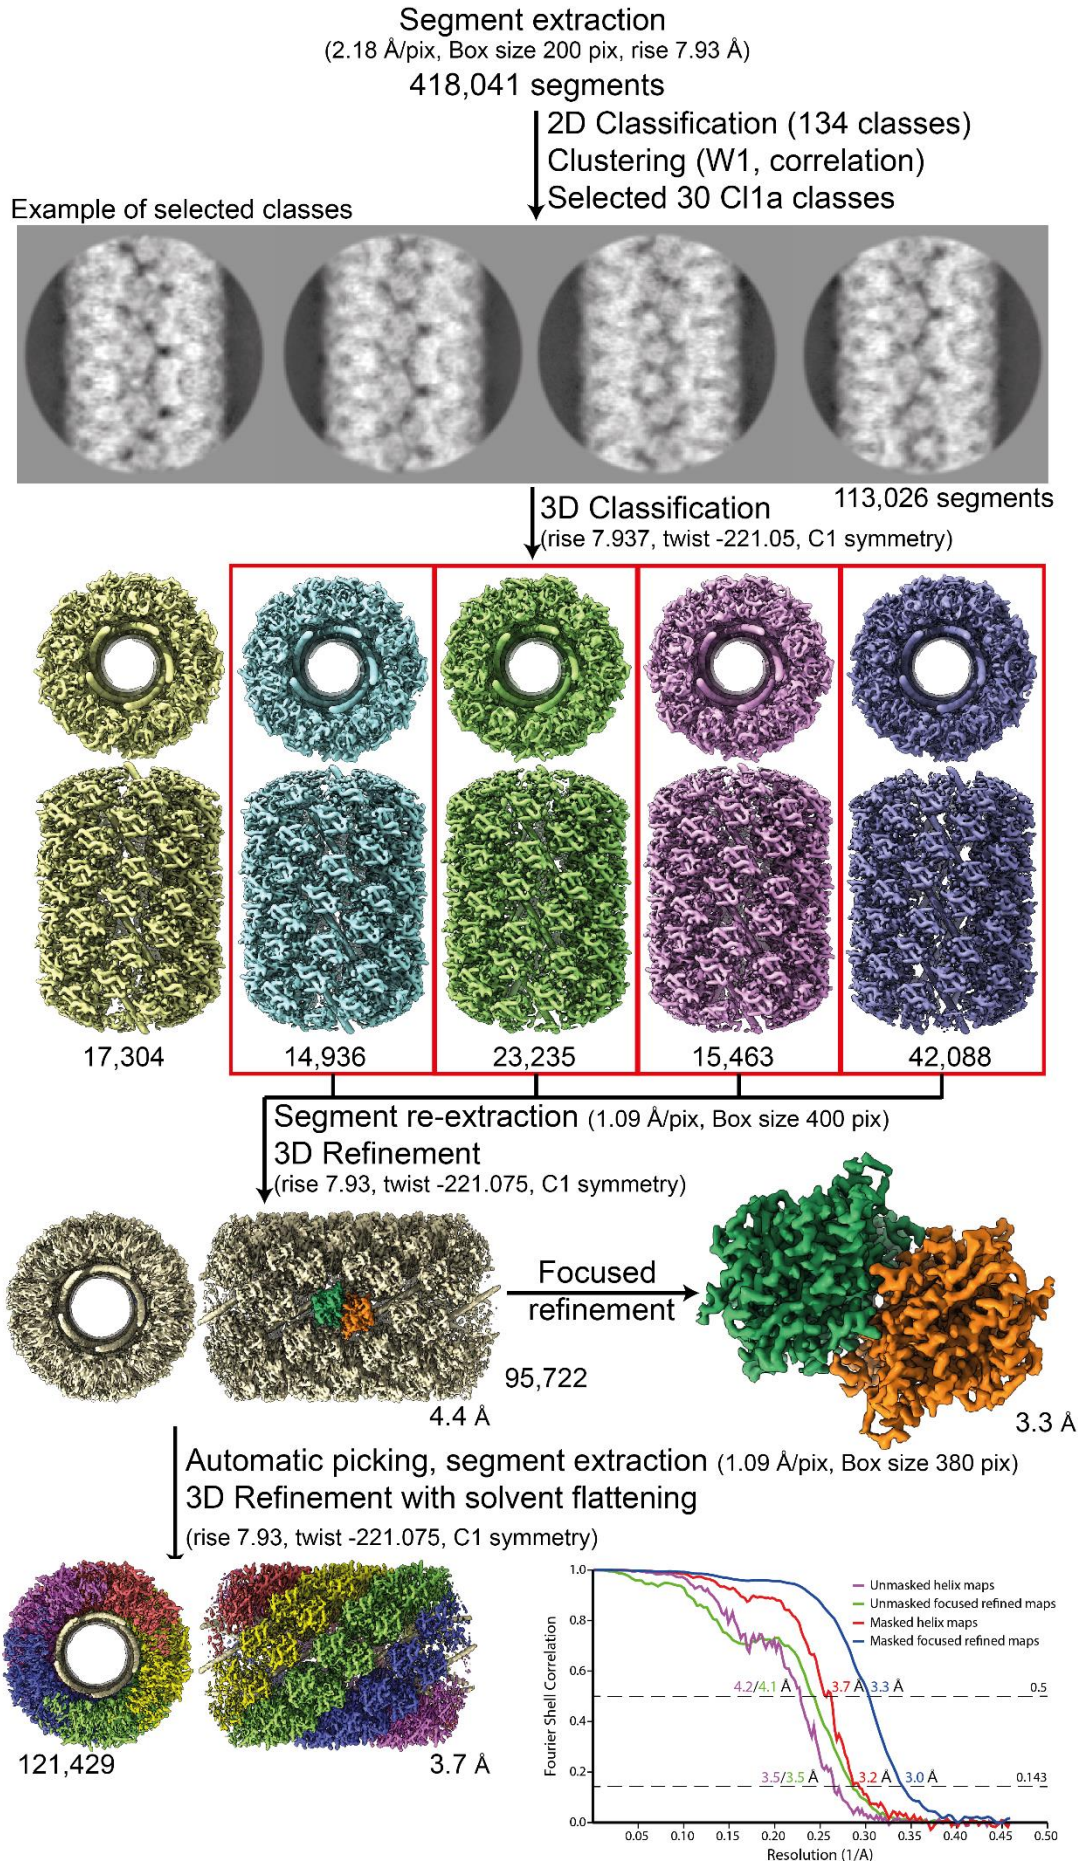 Segment extraction
(2.18 Å/pix, Box size 200 pix, rise 7.93 Å)
418,041 segments
2D Classification (134 classes)
Clustering (W1, correlation)
Selected 30 Cl1a classes
Example of selected classes
113,026 segments
3D Classification
(rise 7.937, twist -221.05, C1 symmetry)
17,304 14,936 23,235 15,463 42,088
Segment re-extraction (1.09 Å/pix, Box size 400 pix)
3D Refinement
(rise 7.93, twist -221.075, C1 symmetry)
Focused
refinement
95,722
4.4 Å
3.3 Å
Automatic picking, segment extraction (1.09 Å/pix, Box size 380 pix)
3D Refinement with solvent flattening
(rise 7.93, twist -221.075, C1 symmetry)
121,429
3.7 Å
Fourier Shell Correlation
1.0
0.8
0.6
0.4
0.2
0.0
Unmasked helix maps
Unmasked focused refined maps
Masked helix maps
Masked focused refined maps
4.2/4.1 Å 3.7 Å 3.3 Å 0.5
3.5/3.5 Å 3.2 Å 3.0 Å 0.143
0.05 0.10 0.15 0.20 0.25 0.30 0.35 0.40 0.45 0.50
Resolution (1/A)